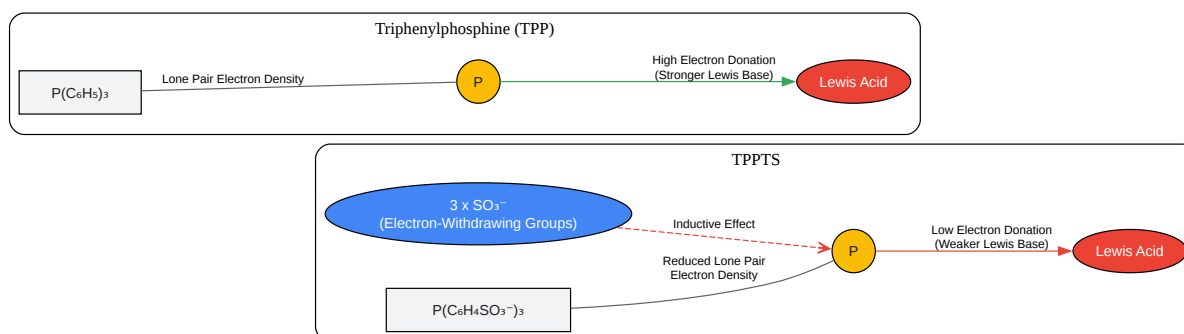 Triphenylphosphine (TPP)
P(C₆H₅)₃
Lone Pair Electron Density
P
High Electron Donation
(Stronger Lewis Base)
Lewis Acid
TPPTS
3 x SO₃⁻
(Electron-Withdrawing Groups)
Inductive Effect
P(C₆H₄SO₃⁻)₃
Reduced Lone Pair
Electron Density
P
Low Electron Donation
(Weaker Lewis Base)
Lewis Acid